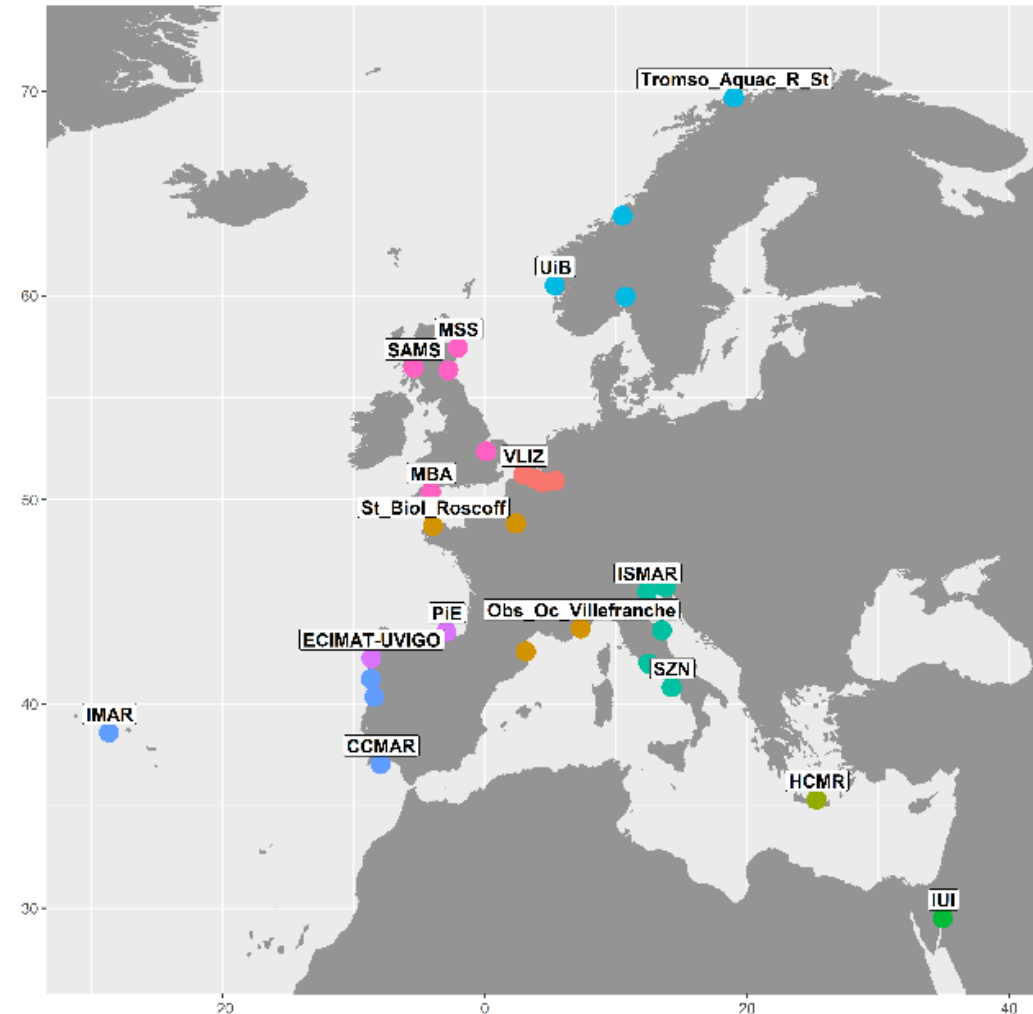 Tromso_Aquac_R_St
70
UiB
60
MSS
SAMS
VLIZ
MBA
50
St_Biol_Roscoff
ISMAR
PiE
Obs_Oc_Villefranche
ECIMAT-UVIGO
SZN
40
IMAR
CCMAR
HCMR
30
IUI
20
0
20
40